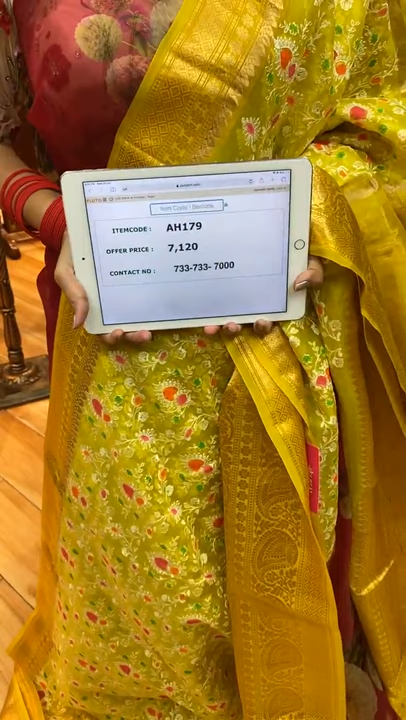 Item Code : Barcode
ITEMCODE : AH179
OFFER PRICE : 7,120
CONTACT NO : 733-733- 7000